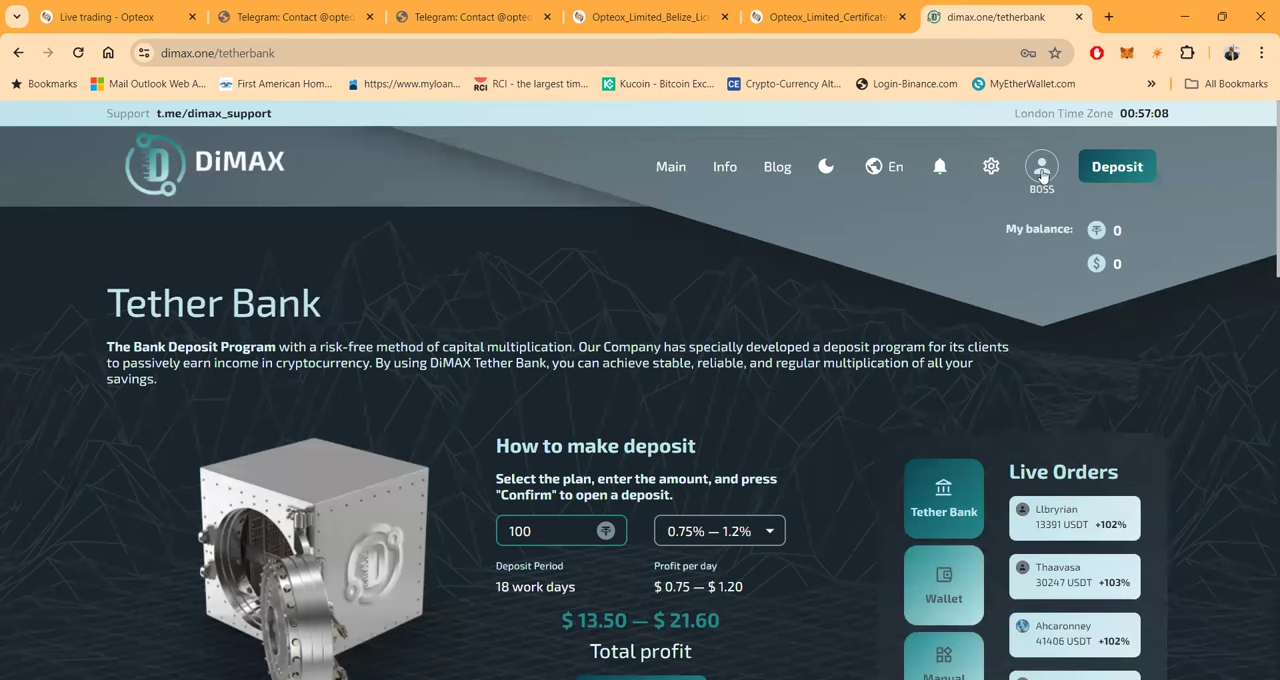 Live trading - Opteox
Telegram: Contact @opteo
Telegram: Contact @opteo
Opteox_Limited_Belize_Lic
Opteox_Limited_Certificate
dimax.one/tetherbank
dimax.one/tetherbank
Bookmarks
Mail Outlook Web A...
First American Hom...
https://www.myloan...
RCI - the largest tim...
Kucoin - Bitcoin Exc...
Crypto-Currency Alt...
Login-Binance.com
MyEtherWallet.com
All Bookmarks
Support t.me/dimax_support
London Time Zone 00:57:08
DiMAX
Main
Info
Blog
En
BOSS
Deposit
My balance:
0
0
Tether Bank
The Bank Deposit Program with a risk-free method of capital multiplication. Our Company has specially developed a deposit program for its clients
to passively earn income in cryptocurrency. By using DiMAX Tether Bank, you can achieve stable, reliable, and regular multiplication of all your
savings.
How to make deposit
Select the plan, enter the amount, and press
"Confirm" to open a deposit.
100
0.75% — 1.2%
Deposit Period
Profit per day
18 work days
$ 0.75 — $ 1.20
$ 13.50 — $ 21.60
Total profit
Tether Bank
Wallet
Manual
Live Orders
Llbryrian
13391 USDT +102%
Thaavasa
30247 USDT +103%
Ahcaronney
41406 USDT +102%